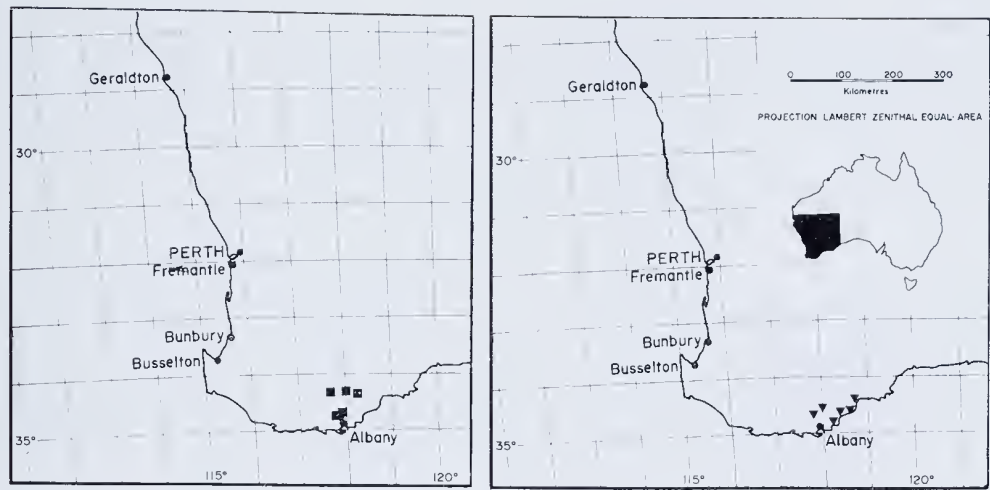 Geraldton
30°
PERTH
Fremantle
Bunbury
Busselton
35°
Albany
115°
120°
Geraldton
0 100 200 300
Kilometres
PROJECTION LAMBERT ZENITHAL EQUAL-AREA
30°
PERTH
Fremantle
Bunbury
Busselton
35°
Albany
115°
120°